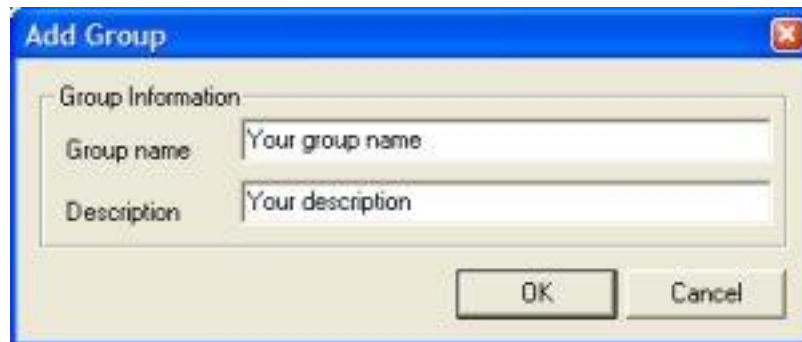 Add Group
Group Information
Group name Your group name
Description Your description
OK Cancel